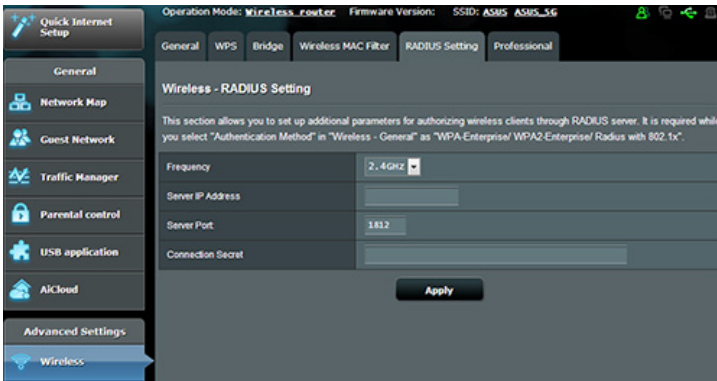 Quick Internet
Setup
Operation Mode: Wireless router Firmware Version: SSID: ASUS ASUS_5G
General WPS Bridge Wireless MAC Filter RADIUS Setting Professional
General
Network Map
Guest Network
Traffic Manager
Parental control
USB application
AiCloud
Advanced Settings
Wireless
Wireless - RADIUS Setting
This section allows you to set up additional parameters for authorizing wireless clients through RADIUS server. It is required while
you select "Authentication Method" in "Wireless - General" as "WPA-Enterprise/ WPA2-Enterprise/ Radius with 802.1x".
Frequency 2.4GHz
Server IP Address
Server Port: 1812
Connection Secret
Apply